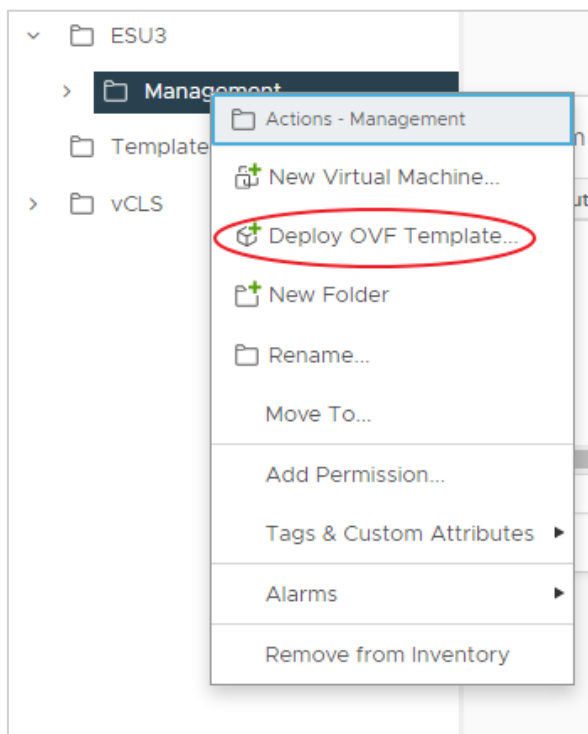 ESU3
Management
Actions - Management
Template
New Virtual Machine...
vCLS
Deploy OVF Template...
New Folder
Rename...
Move To...
Add Permission...
Tags & Custom Attributes
Alarms
Remove from Inventory